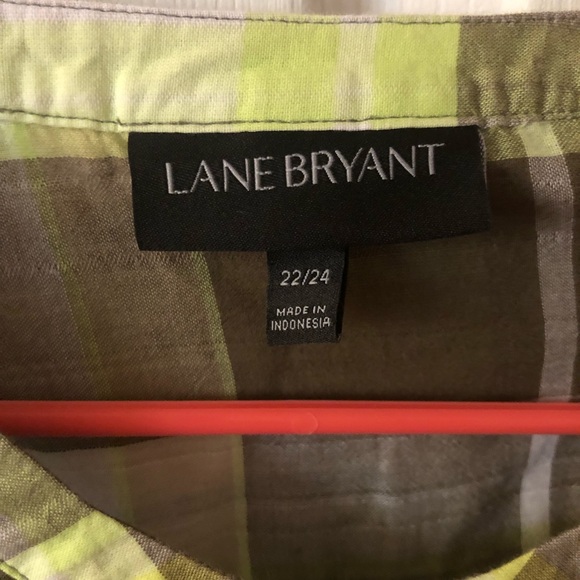 LANE BRYANT
22/24
MADE IN
INDONESIA